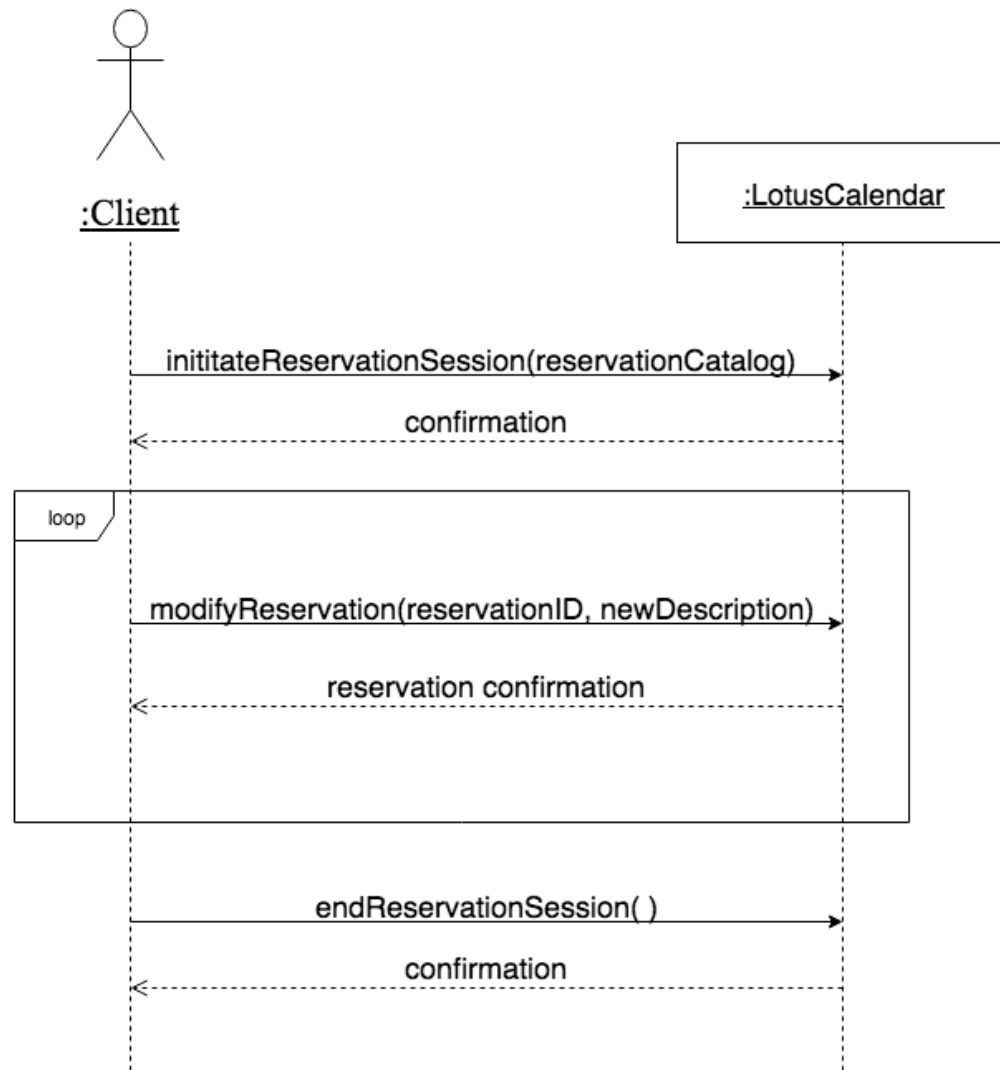 :Client
:LotusCalendar
inititateReservationSession(reservationCatalog)
confirmation
loop
modifyReservation(reservationID, newDescription)
reservation confirmation
endReservationSession( )
confirmation